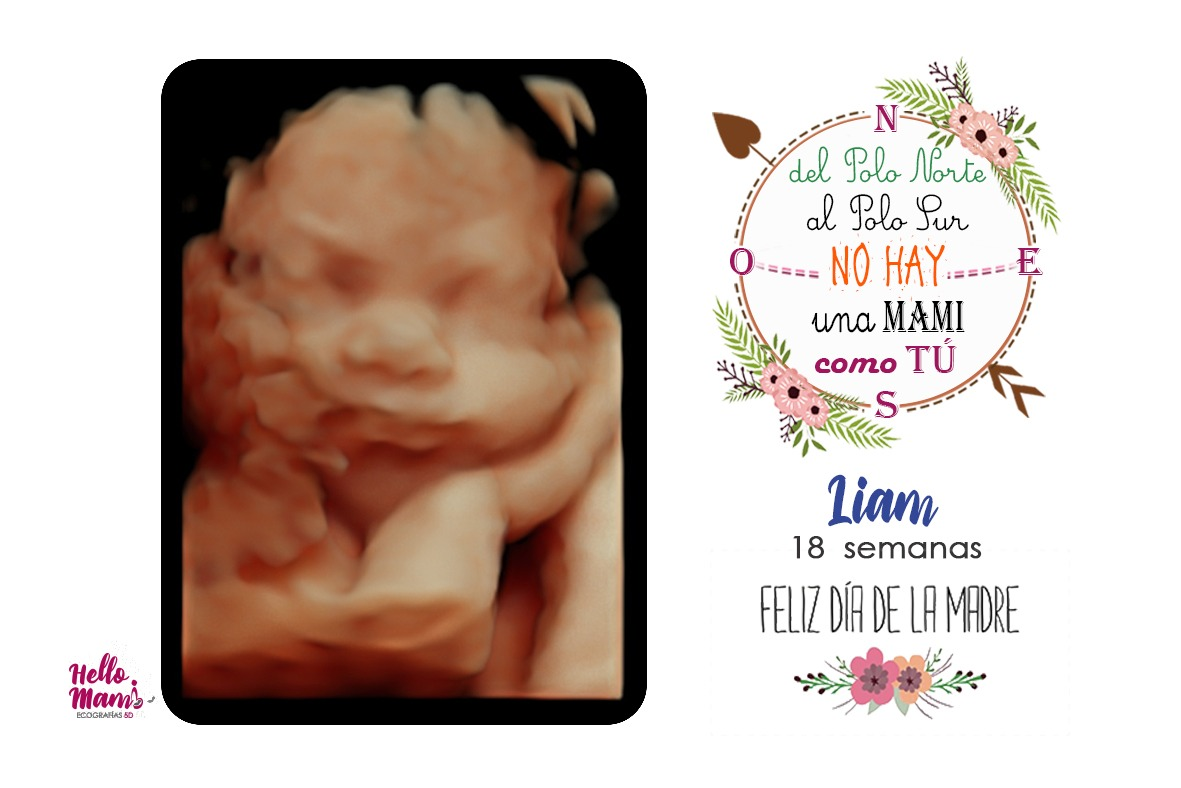 N
del Polo Norte
al Polo Sur
O NO HAY E
una MAMI
como TÚ
S
Liam
18 semanas
FELIZ DÍA DE LA MADRE
Hello
Mami
ECOGRAFÍAS 5D